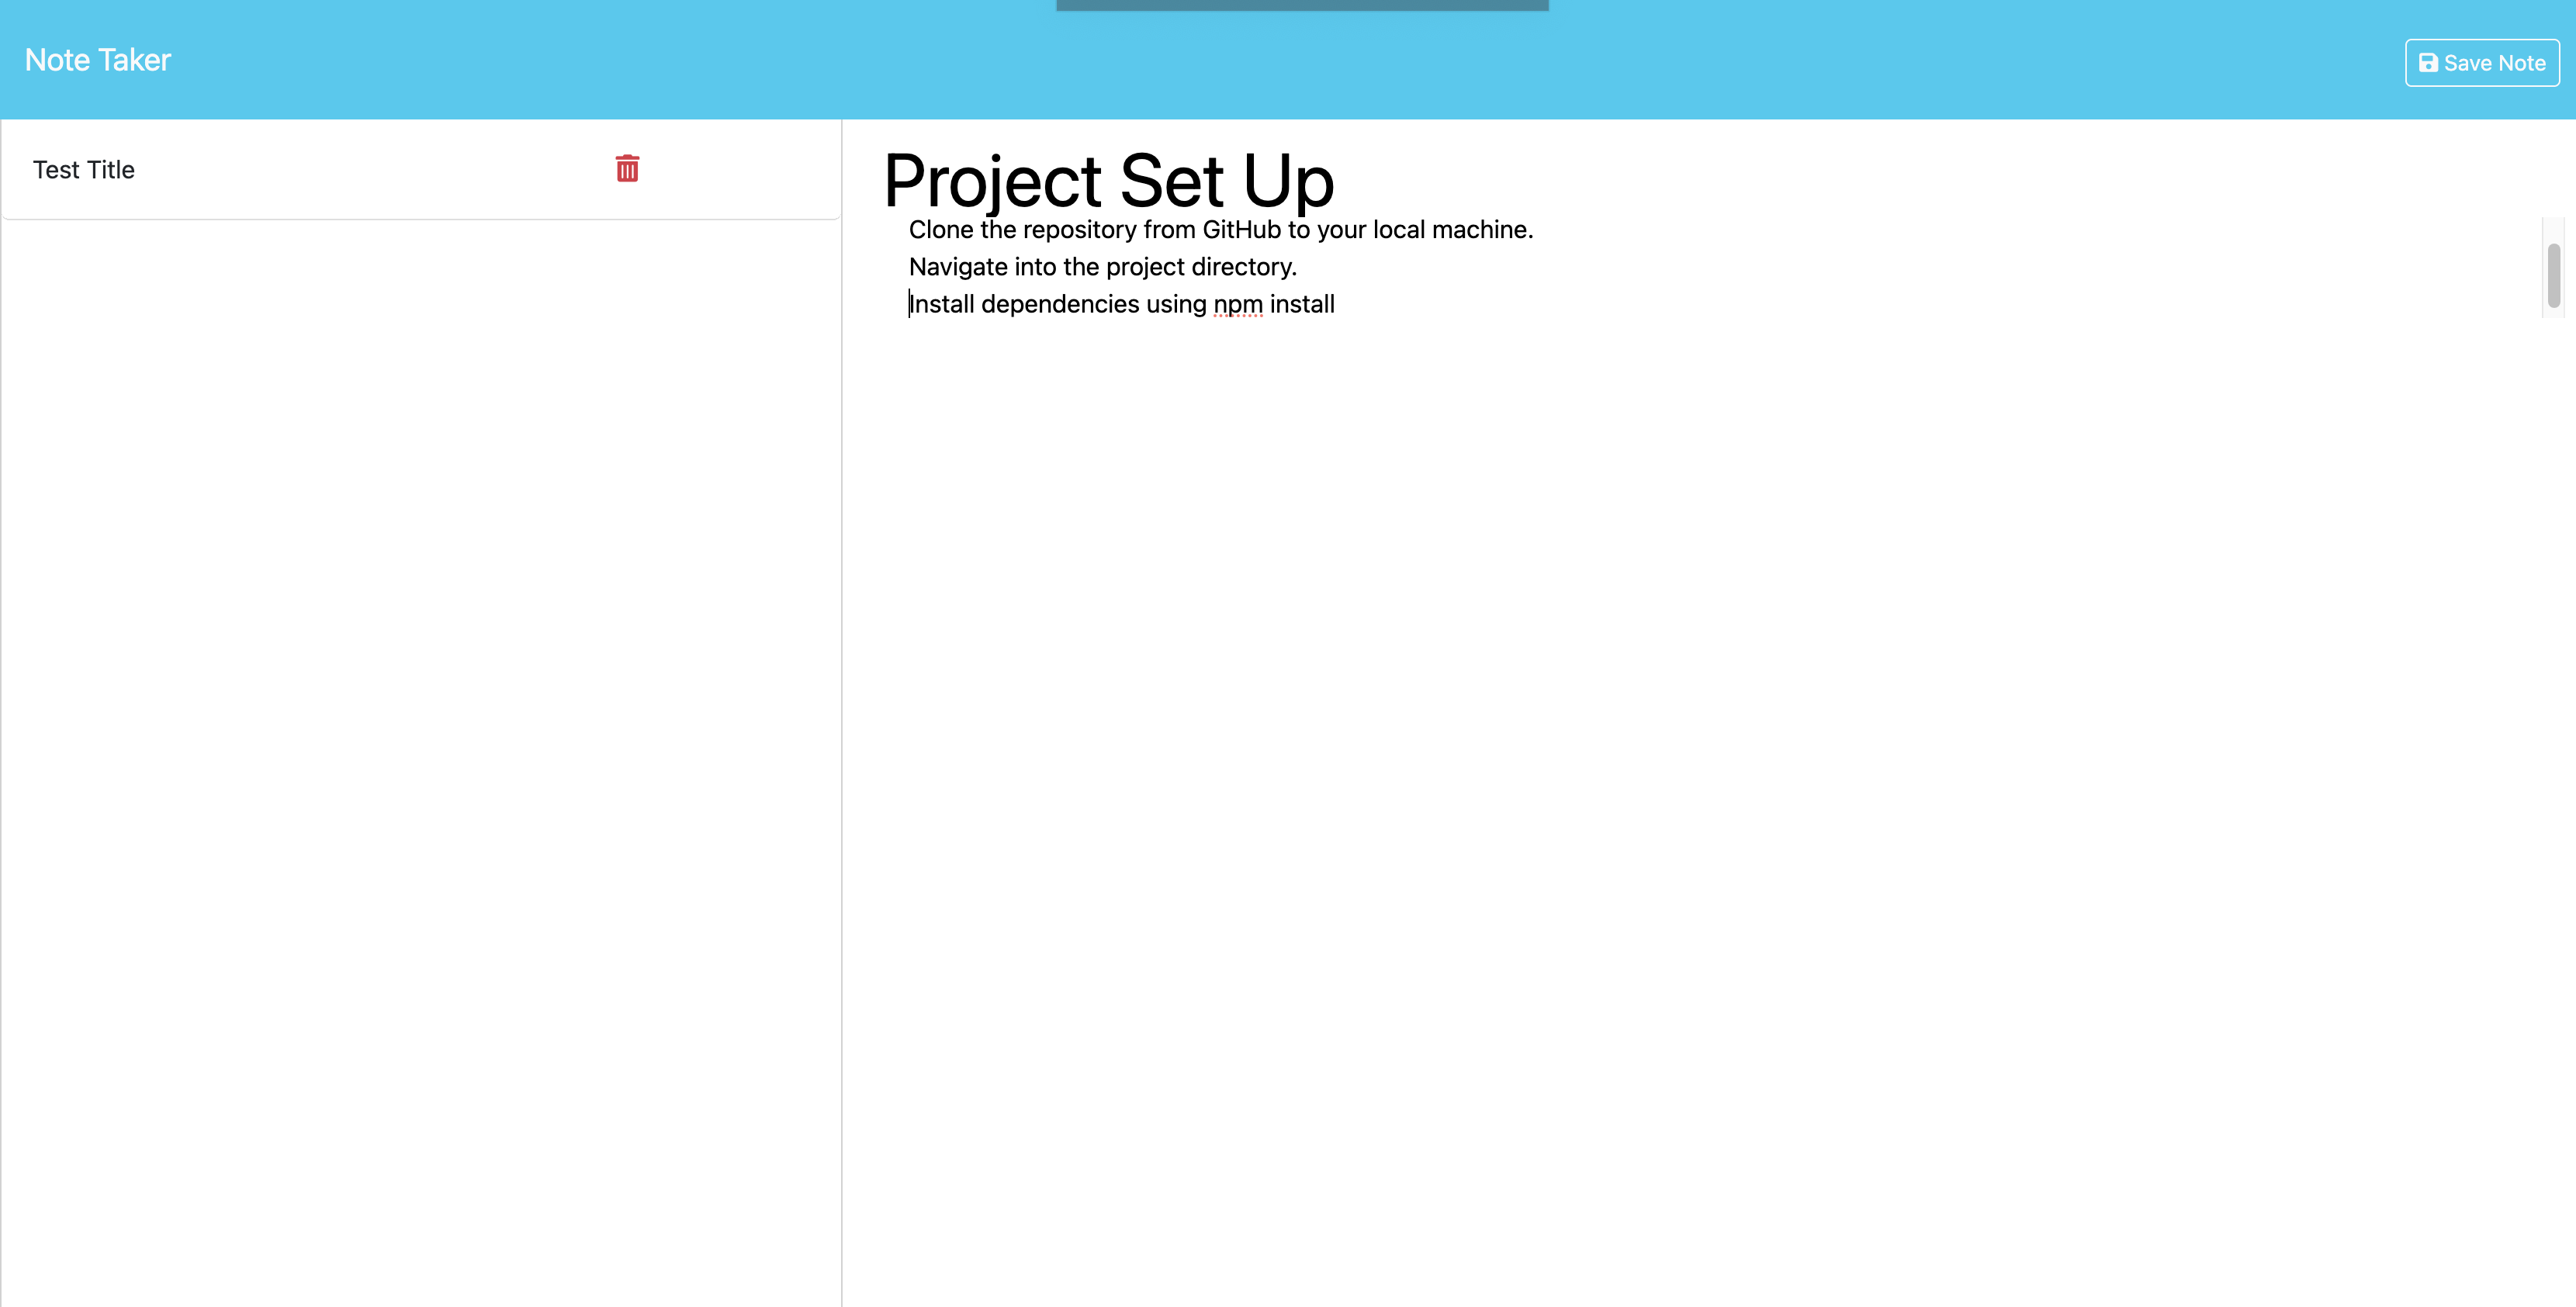 Note Taker
Save Note
Test Title
Project Set Up
Clone the repository from GitHub to your local machine.
Navigate into the project directory.
Install dependencies using npm install